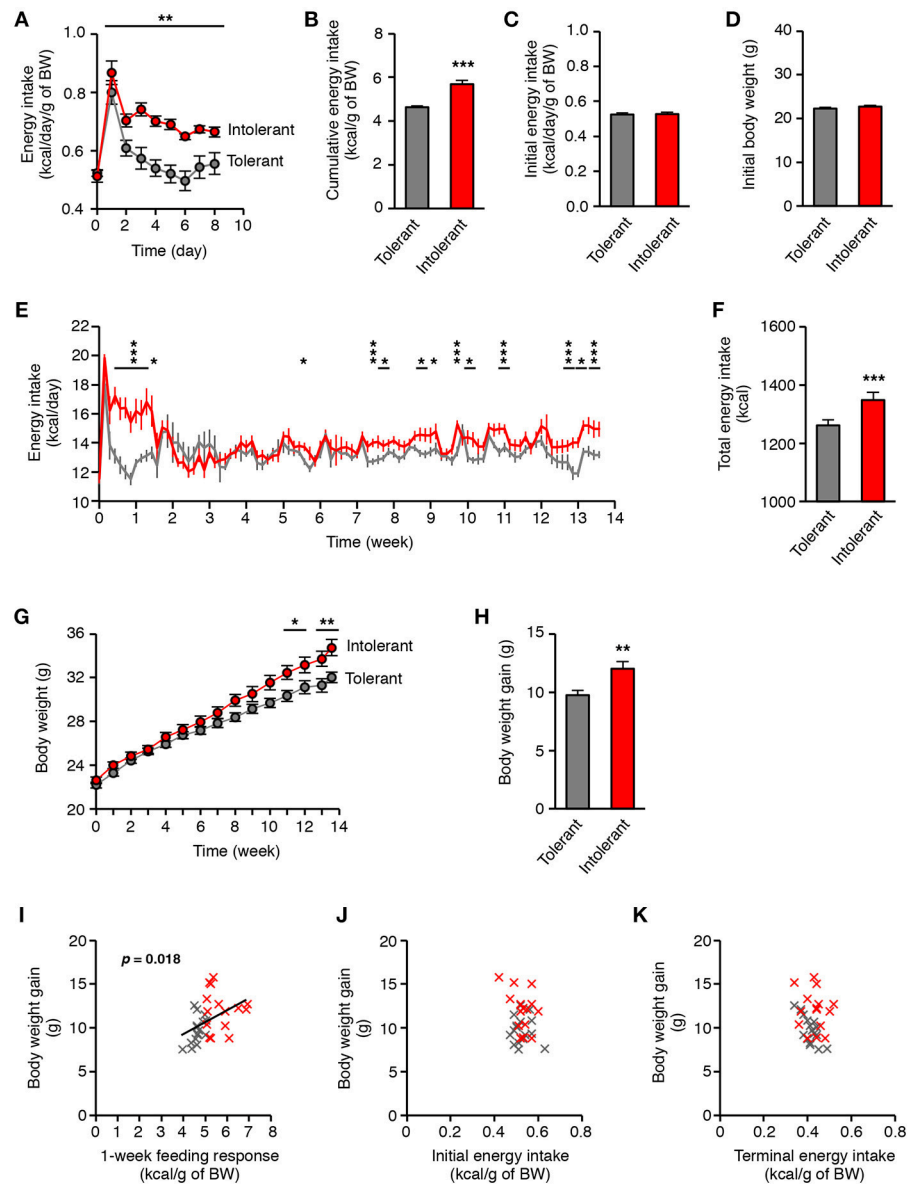 A
**
Energy intake
(kcal/day/g of BW)
1.0
0.8
0.6
0.4
0 2 4 6 8 10
Time (day)
Intolerant
Tolerant
B
Cumulative energy intake
(kcal/g of BW)
8
6
4
2
0
***
Tolerant
Intolerant
C
Initial energy intake
(kcal/day/g of BW)
1.0
0.8
0.6
0.4
0.2
0.0
Tolerant
Intolerant
D
Initial body weight (g)
40
30
20
10
0
Tolerant
Intolerant
E
Energy intake
(kcal/day)
22
20
18
16
14
12
10
*** * * *** * * * *** * *** *** * ***
0 1 2 3 4 5 6 7 8 9 10 11 12 13 14
Time (week)
F
Total energy intake
(kcal)
1600
1400
1200
1000
***
Tolerant
Intolerant
G
Body weight (g)
36
32
28
24
20
* **
Intolerant
Tolerant
0 2 4 6 8 10 12 14
Time (week)
H
Body weight gain (g)
15
10
5
0
**
Tolerant
Intolerant
I
Body weight gain
(g)
20
15
10
5
0
p = 0.018
0 1 2 3 4 5 6 7 8
1-week feeding response
(kcal/g of BW)
J
Body weight gain
(g)
20
15
10
5
0
0 0.2 0.4 0.6 0.8
Initial energy intake
(kcal/g of BW)
K
Body weight gain
(g)
20
15
10
5
0
0 0.2 0.4 0.6 0.8
Terminal energy intake
(kcal/g of BW)